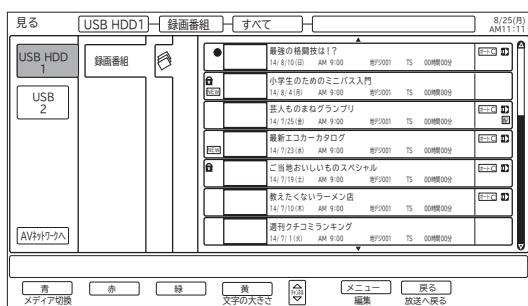 見る USB HDD1 録画番組 すべて 8/25(月)
AM11:11
USB HDD
1
録画番組
USB
2
AVネットワークへ
最強の格闘技は!?
14/ 8/10(日) AM 9:00 地デジ001 TS 00時間00分
小学生のためのミニバス入門
NEW 14/ 8/ 4(月) AM 9:00 地デジ001 TS 00時間00分
芸人ものまねグランプリ
14/ 7/25(金) AM 9:00 地デジ001 TS 00時間00分
最新エコカーカタログ
NEW 14/ 7/23(水) AM 9:00 地デジ001 TS 00時間00分
ご当地おいしいものスペシャル
14/ 7/19(土) AM 9:00 地デジ001 TS 00時間00分
教えたくないラーメン店
14/ 7/10(木) AM 9:00 地デジ001 TS 00時間00分
週刊クチコミランキング
14/ 7/ 1(火) AM 9:00 地デジ001 TS 00時間00分
青 赤 緑 黄 チャンネル メニュー 戻る
メディア切換 文字の大きさ 編集 放送へ戻る